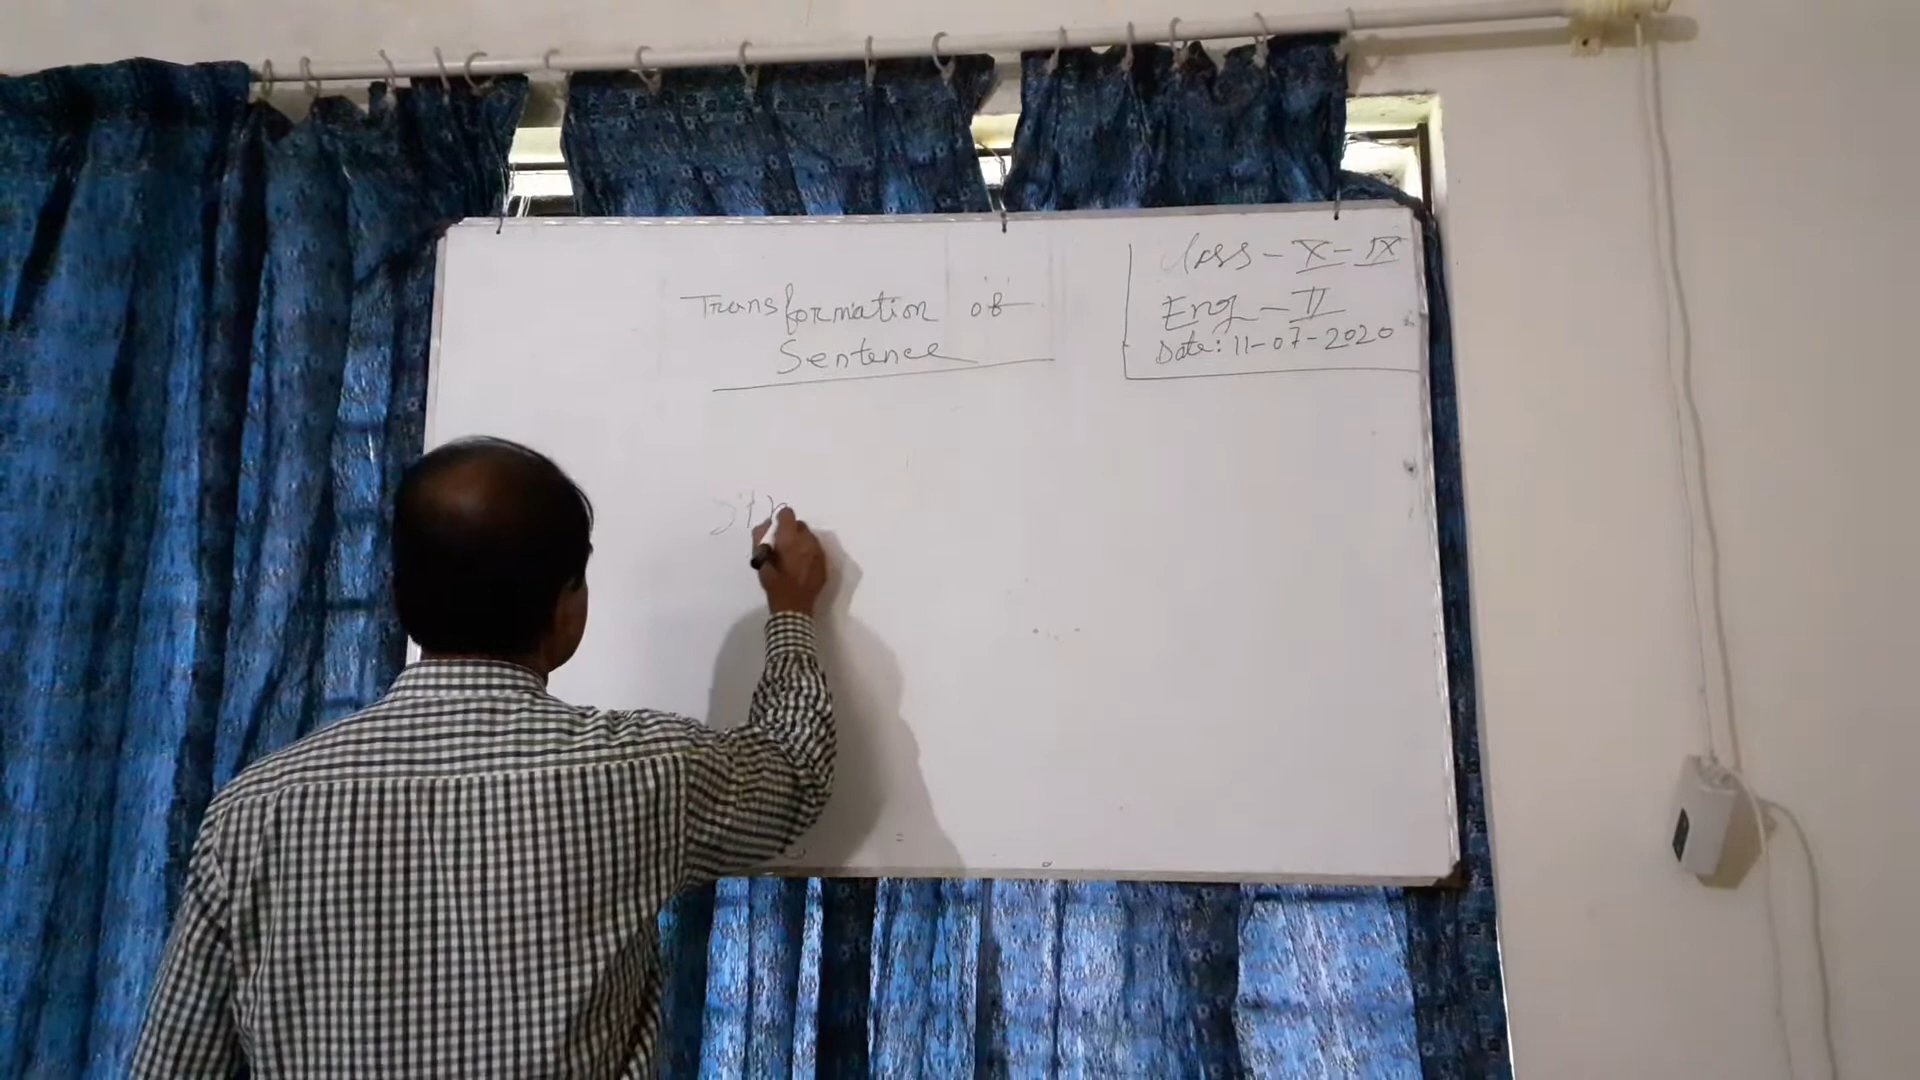 Transformation of
Sentence
Class - X - IX
Eng - II
Date: 11-07-2020